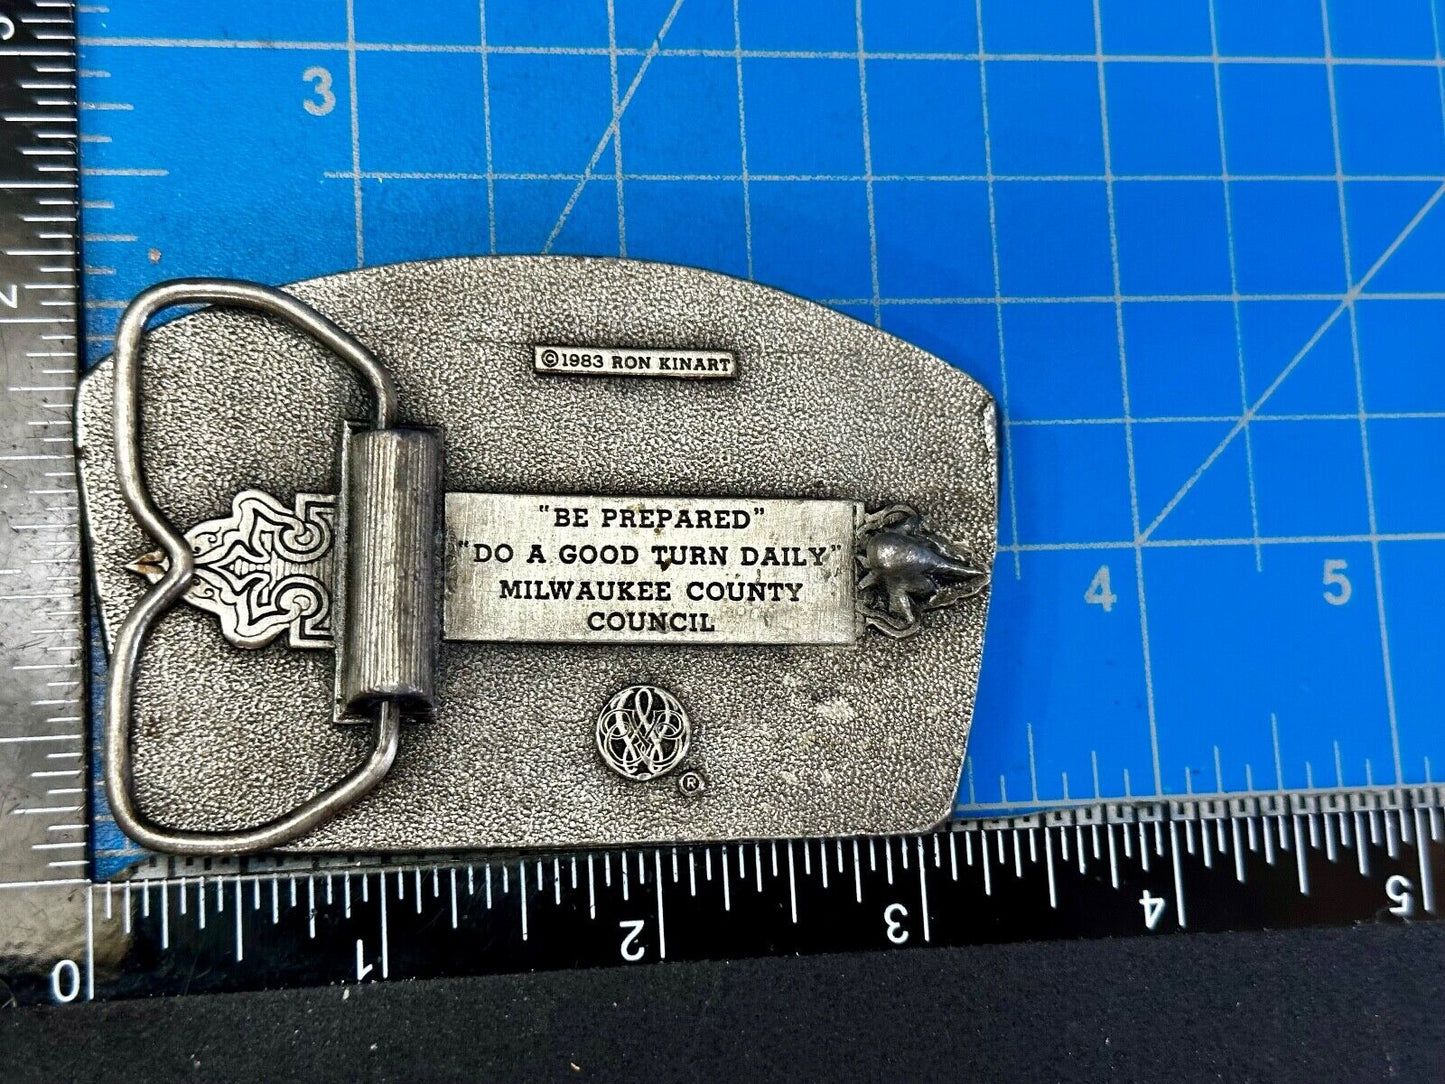 3
©1983 RON KINART
"BE PREPARED"
"DO A GOOD TURN DAILY"
MILWAUKEE COUNTY
COUNCIL
®
4 5
2
0 1 2 3 4 5